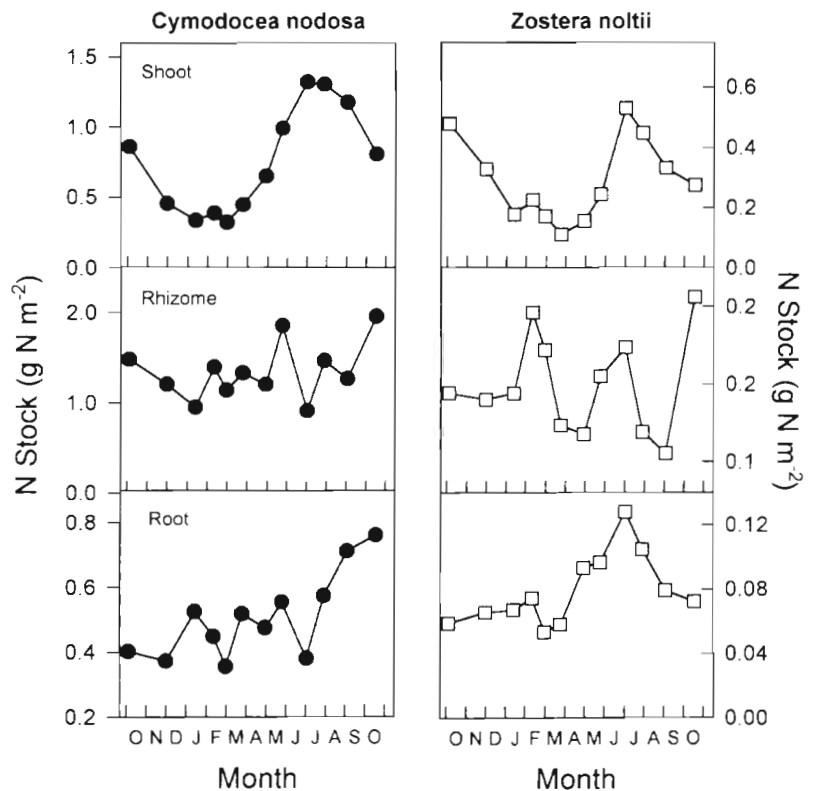 Cymodocea nodosa
Zostera noltii
Shoot
1.5
1.0
0.5
0.0
0.6
0.4
0.2
0.0
Rhizome
2.0
1.0
0.0
0.2
0.2
0.1
Root
0.8
0.6
0.4
0.2
0.12
0.08
0.04
0.00
N Stock (g N m-2)
N Stock (g N m-2)
O N D J F M A M J J A S O
O N D J F M A M J J A S O
Month
Month